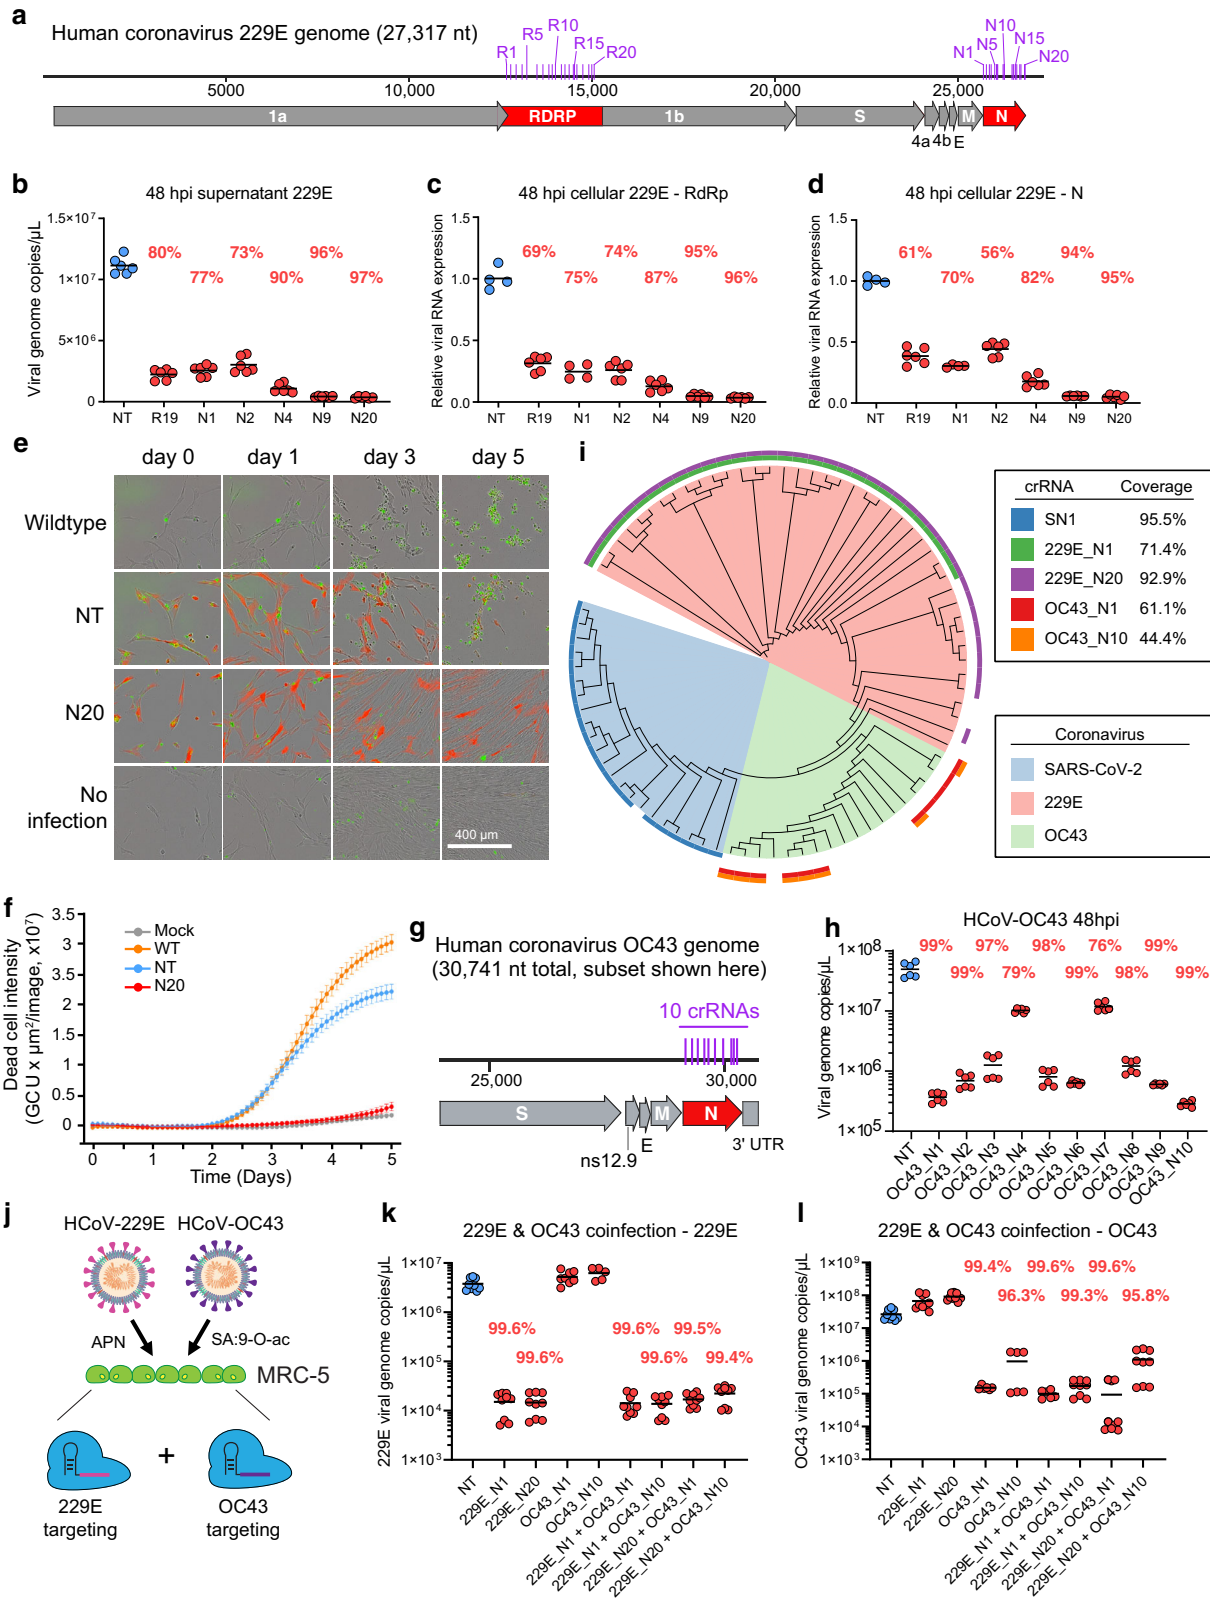 a
Human coronavirus 229E genome (27,317 nt)
R1 R5 R10 R15 R20
N1 N5 N10 N15 N20
5000 10,000 15,000 20,000 25,000
1a RDRP 1b S M N
4a 4b E
b
48 hpi supernatant 229E
Viral genome copies/µL
1.5×10⁷
1×10⁷
5×10⁶
0
80% 77% 73% 90% 96% 97%
NT R19 N1 N2 N4 N9 N20
c
48 hpi cellular 229E - RdRp
Relative viral RNA expression
1.5
1.0
0.5
0.0
69% 75% 74% 87% 95% 96%
NT R19 N1 N2 N4 N9 N20
d
48 hpi cellular 229E - N
Relative viral RNA expression
1.5
1.0
0.5
0.0
61% 70% 56% 82% 94% 95%
NT R19 N1 N2 N4 N9 N20
e
day 0 day 1 day 3 day 5
Wildtype
NT
N20
No
infection
400 µm
i
crRNA Coverage
SN1 95.5%
229E_N1 71.4%
229E_N20 92.9%
OC43_N1 61.1%
OC43_N10 44.4%
Coronavirus
SARS-CoV-2
229E
OC43
f
Dead cell intensity
(GCU x µm²/image, x10⁷)
3.5
3
3.5
2
1.5
1
0.5
0
Mock
WT
NT
N20
0 1 2 3 4 5
Time (Days)
g
Human coronavirus OC43 genome
(30,741 nt total, subset shown here)
10 crRNAs
25,000 30,000
S M N
ns12.9 E 3' UTR
h
HCoV-OC43 48hpi
Viral genome copies/µL
1×10⁸
1×10⁷
1×10⁶
1×10⁵
99% 99% 97% 79% 98% 99% 76% 98% 99% 99%
NT OC43_N1 OC43_N2 OC43_N3 OC43_N4 OC43_N5 OC43_N6 OC43_N7 OC43_N8 OC43_N9 OC43_N10
j
HCoV-229E HCoV-OC43
APN SA:9-O-ac
MRC-5
+
229E
targeting
OC43
targeting
k
229E & OC43 coinfection - 229E
229E viral genome copies/µL
1×10⁷
1×10⁶
1×10⁵
1×10⁴
1×10³
99.6% 99.6% 99.6% 99.6% 99.5% 99.4%
NT 229E_N1 229E_N20 OC43_N1 OC43_N10 229E_N1 + OC43_N1 229E_N1 + OC43_N10 229E_N20 + OC43_N1 229E_N20 + OC43_N10
l
229E & OC43 coinfection - OC43
OC43 viral genome copies/µL
1×10⁹
1×10⁸
1×10⁷
1×10⁶
1×10⁵
1×10⁴
1×10³
99.4% 96.3% 99.6% 99.3% 99.6% 95.8%
NT 229E_N1 229E_N20 OC43_N1 OC43_N10 229E_N1 + OC43_N1 229E_N1 + OC43_N10 229E_N20 + OC43_N1 229E_N20 + OC43_N10